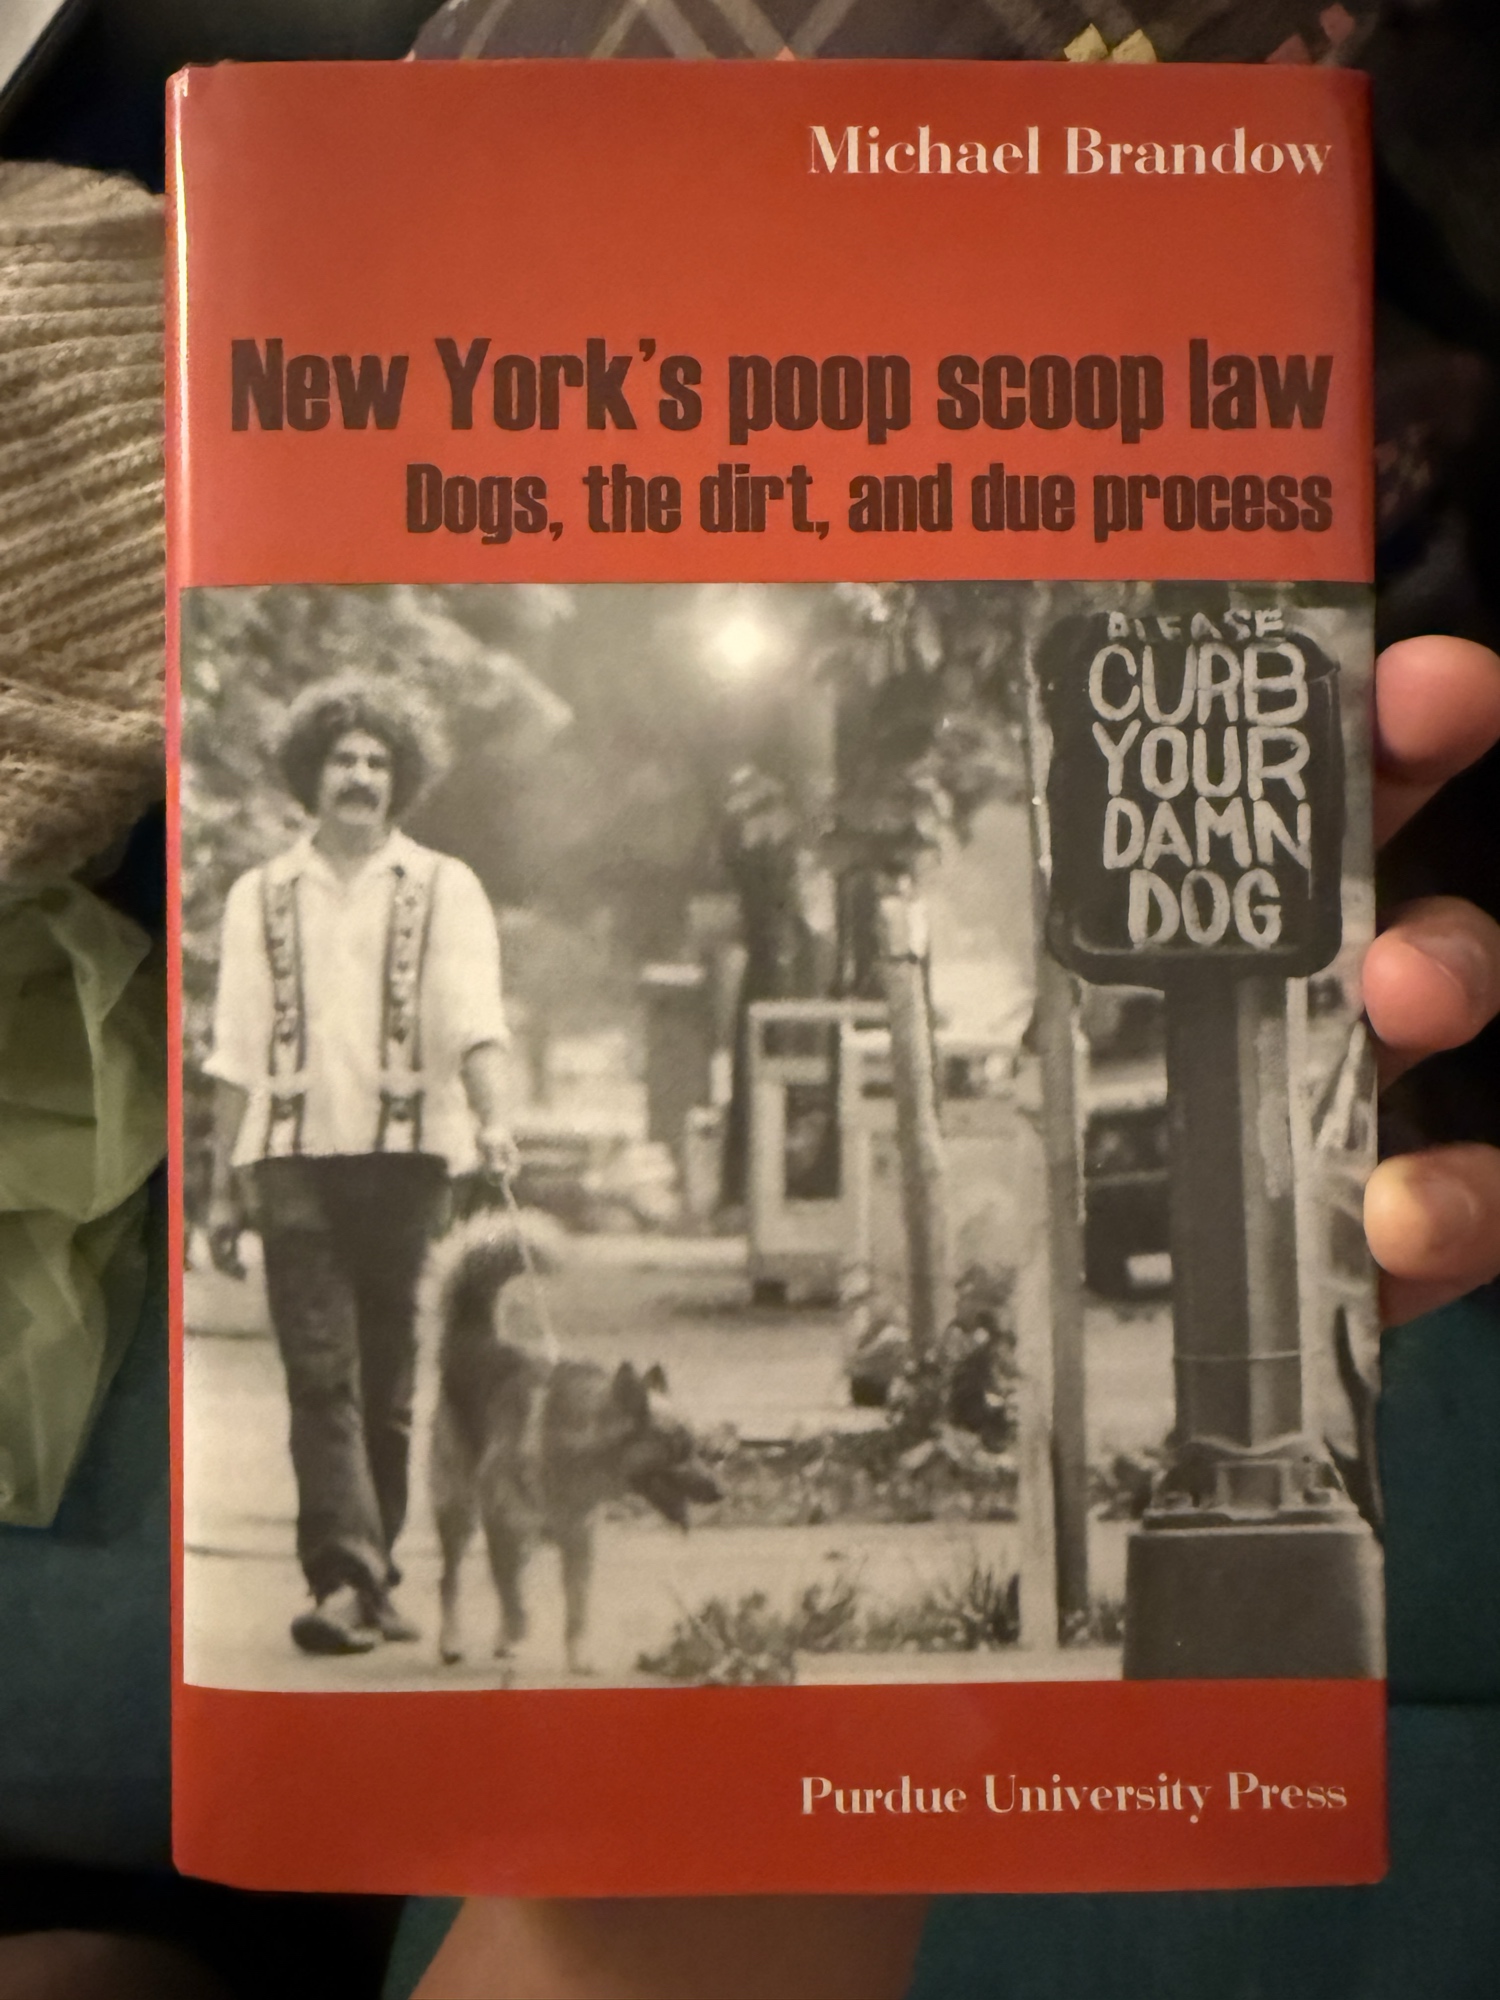 Michael Brandow
New York's poop scoop law
Dogs, the dirt, and due process
PLEASE
CURB
YOUR
DAMN
DOG
Purdue University Press